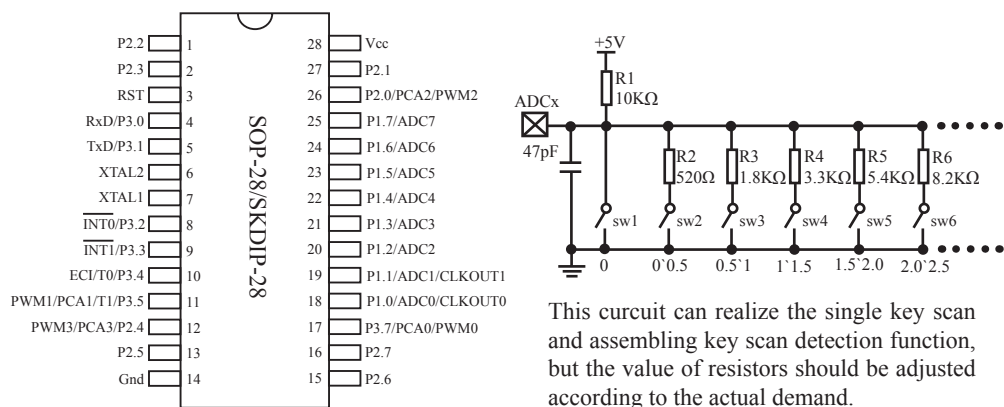 P2.2 1
P2.3 2
RST 3
RxD/P3.0 4
TxD/P3.1 5
XTAL2 6
XTAL1 7
INT0/P3.2 8
INT1/P3.3 9
ECI/T0/P3.4 10
PWM1/PCA1/T1/P3.5 11
PWM3/PCA3/P2.4 12
P2.5 13
Gnd 14
SOP-28/SKDIP-28
28 Vcc
27 P2.1
26 P2.0/PCA2/PWM2
25 P1.7/ADC7
24 P1.6/ADC6
23 P1.5/ADC5
22 P1.4/ADC4
21 P1.3/ADC3
20 P1.2/ADC2
19 P1.1/ADC1/CLKOUT1
18 P1.0/ADC0/CLKOUT0
17 P3.7/PCA0/PWM0
16 P2.7
15 P2.6
+5V
R1
10KΩ
ADCx
47pF
R2
520Ω
R3
1.8KΩ
R4
3.3KΩ
R5
5.4KΩ
R6
8.2KΩ
sw1 sw2 sw3 sw4 sw5 sw6
0 0`0.5 0.5`1 1`1.5 1.5`2.0 2.0`2.5
This curcuit can realize the single key scan
and assembling key scan detection function,
but the value of resistors should be adjusted
according to the actual demand.